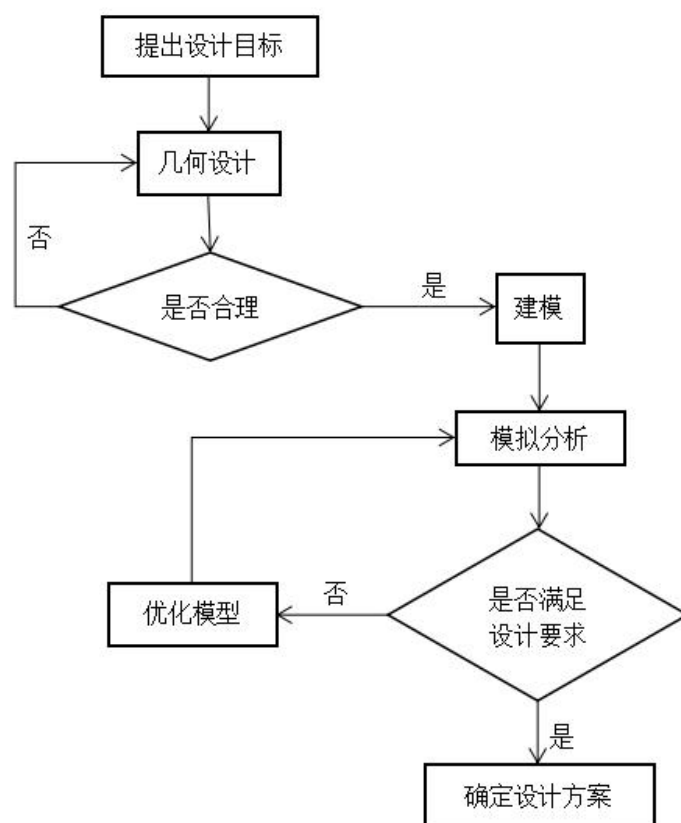 提出设计目标
几何设计
否
是否合理
是
建模
模拟分析
优化模型
否
是否满足
设计要求
是
确定设计方案